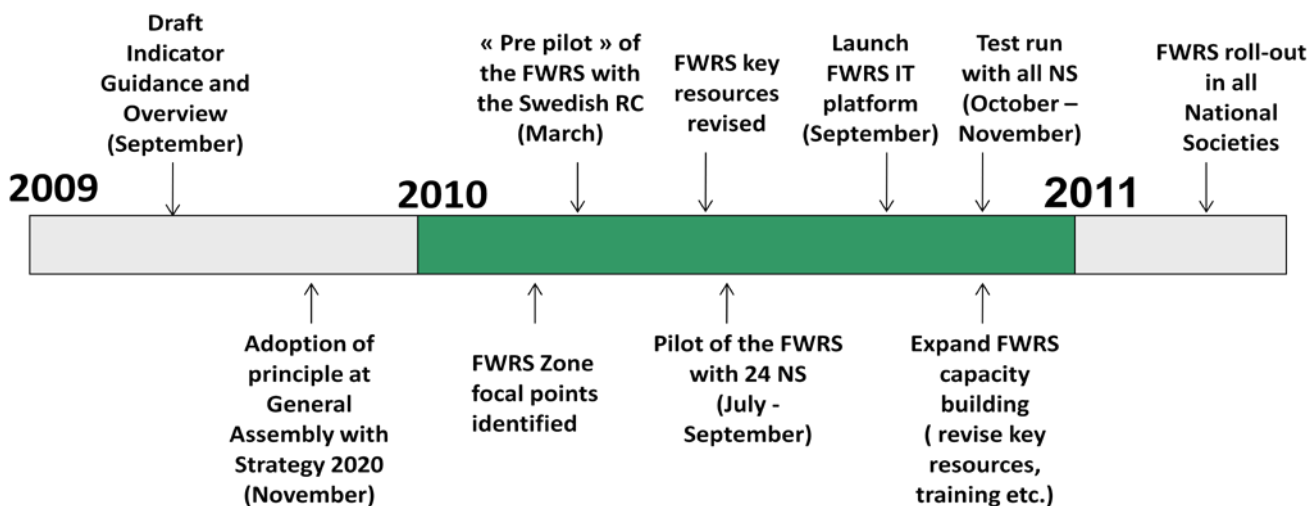 Draft
Indicator
Guidance and
Overview
(September)
« Pre pilot » of
the FWRS with
the Swedish RC
(March)
FWRS key
resources
revised
Launch
FWRS IT
platform
(September)
Test run
with all NS
(October –
November)
FWRS roll-out
in all
National
Societies
2009
2010
2011
Adoption of
principle at
General
Assembly with
Strategy 2020
(November)
FWRS Zone
focal points
identified
Pilot of the FWRS
with 24 NS
(July -
September)
Expand FWRS
capacity
building
( revise key
resources,
training etc.)